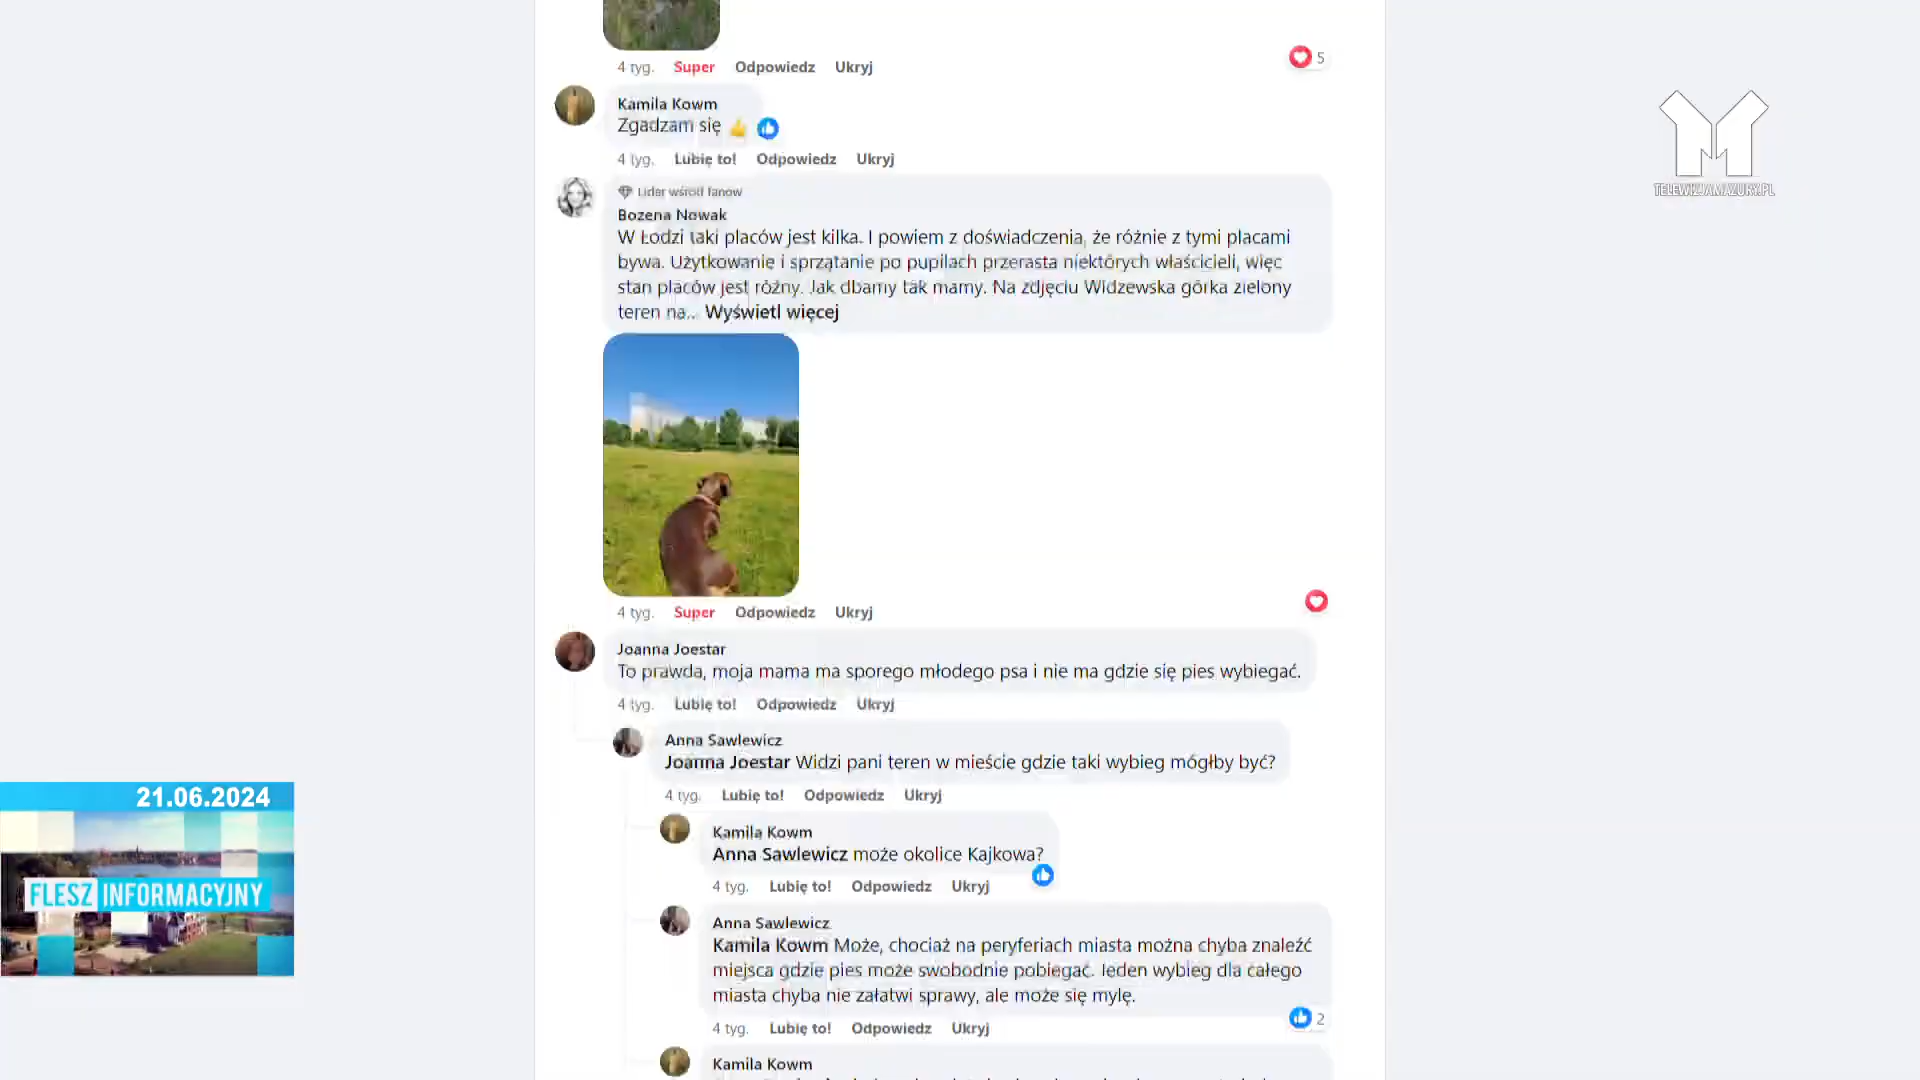 4 tyg. Super Odpowiedz Ukryj
5
Kamila Kowm
Zgadzam się
4 tyg. Lubię to! Odpowiedz Ukryj
Lider wśród fanów
Bozena Nowak
W Łodzi taki placów jest kilka. I powiem z doświadczenia, że różnie z tymi placami
bywa. Użytkowanie i sprzątanie po pupilach przerasta niektórych właścicieli, więc
stan placów jest różny. Jak dbamy tak mamy. Na zdjęciu Widzewska górka zielony
teren na... Wyświetl więcej
4 tyg. Super Odpowiedz Ukryj
Joanna Joestar
To prawda, moja mama ma sporego młodego psa i nie ma gdzie się pies wybiegać.
4 tyg. Lubię to! Odpowiedz Ukryj
Anna Sawlewicz
Joanna Joestar Widzi pani teren w mieście gdzie taki wybieg mógłby być?
4 tyg. Lubię to! Odpowiedz Ukryj
Kamila Kowm
Anna Sawlewicz może okolice Kajkowa?
4 tyg. Lubię to! Odpowiedz Ukryj
Anna Sawlewicz
Kamila Kowm Może, chociaż na peryferiach miasta można chyba znaleźć
miejsca gdzie pies może swobodnie pobiegać. Jeden wybieg dla całego
miasta chyba nie załatwi sprawy, ale może się mylę.
4 tyg. Lubię to! Odpowiedz Ukryj
2
Kamila Kowm
TELEWIZJAMAZURY.PL
21.06.2024
FLESZ INFORMACYJNY